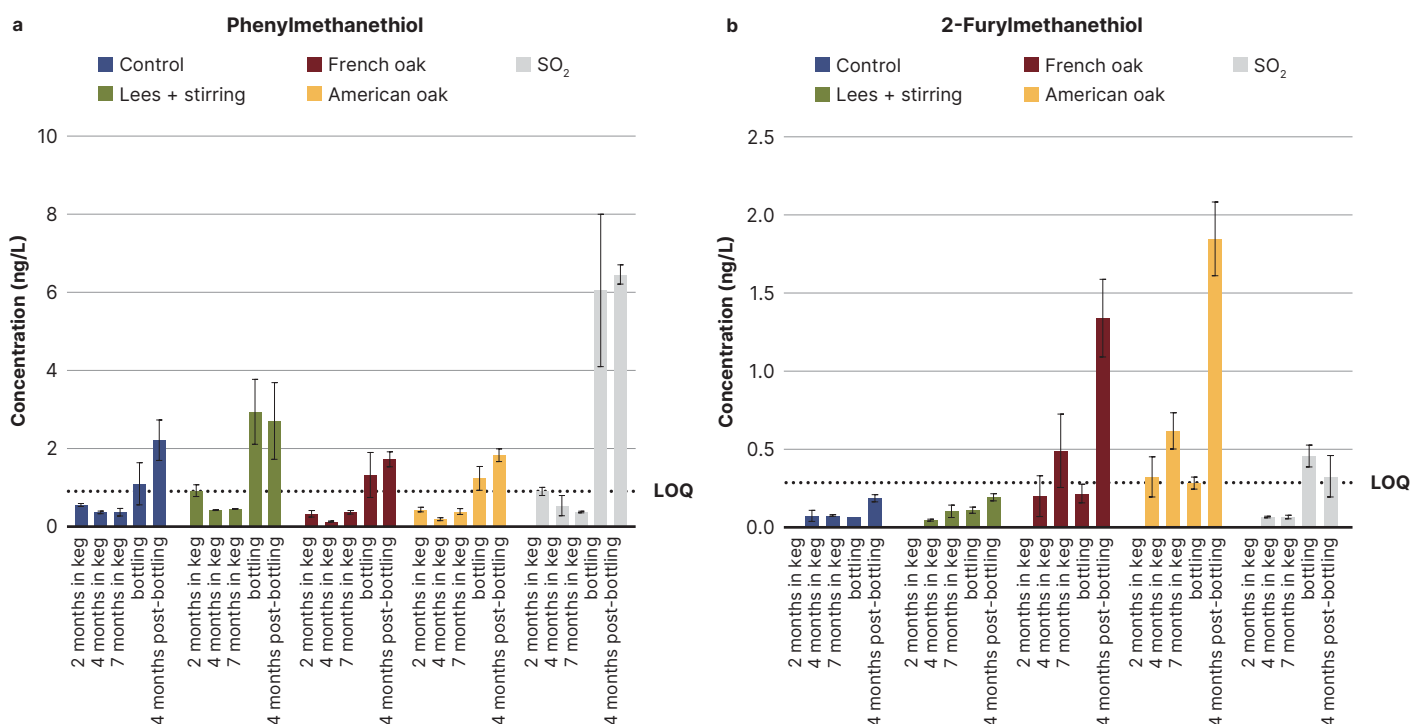 a
Phenylmethanethiol
Control
French oak
SO₂
Lees + stirring
American oak
Concentration (ng/L)
10
8
6
4
2
0
LOQ
2 months in keg
4 months in keg
7 months in keg
bottling
4 months post-bottling
2 months in keg
4 months in keg
7 months in keg
bottling
4 months post-bottling
2 months in keg
4 months in keg
7 months in keg
bottling
4 months post-bottling
2 months in keg
4 months in keg
7 months in keg
bottling
4 months post-bottling
2 months in keg
4 months in keg
7 months in keg
bottling
4 months post-bottling
b
2-Furylmethanethiol
Control
French oak
SO₂
Lees + stirring
American oak
Concentration (ng/L)
2.5
2.0
1.5
1.0
0.5
0.0
LOQ
2 months in keg
4 months in keg
7 months in keg
bottling
4 months post-bottling
2 months in keg
4 months in keg
7 months in keg
bottling
4 months post-bottling
2 months in keg
4 months in keg
7 months in keg
bottling
4 months post-bottling
2 months in keg
4 months in keg
7 months in keg
bottling
4 months post-bottling
2 months in keg
4 months in keg
7 months in keg
bottling
4 months post-bottling